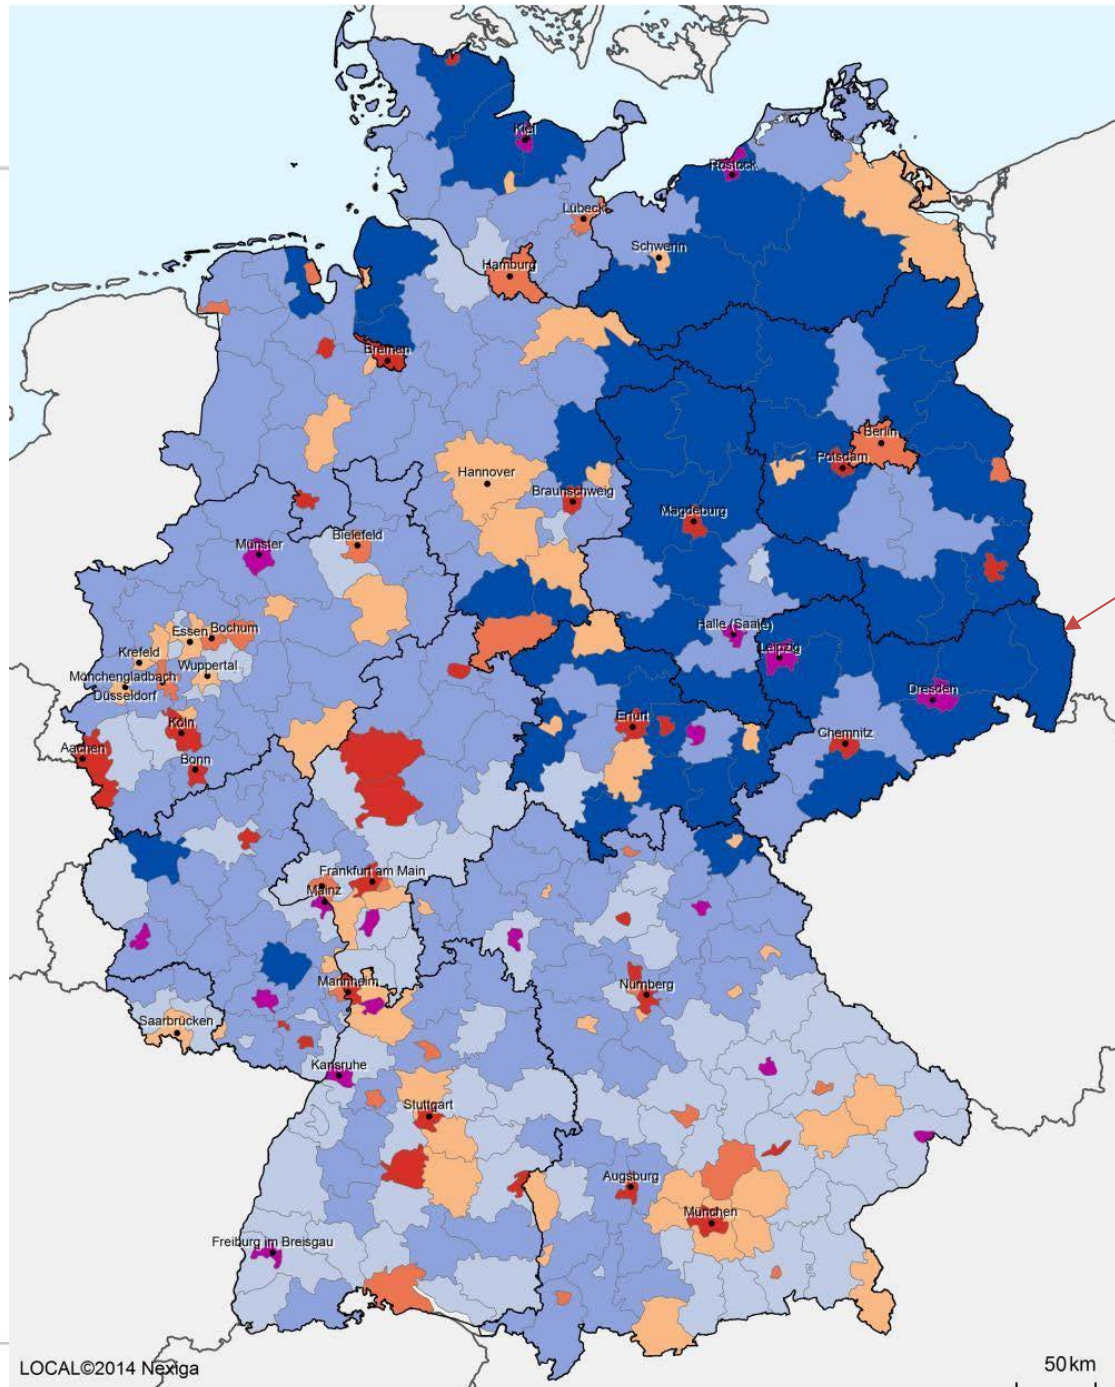 Kiel
Rostock
Lübeck
Schwerin
Hamburg
Bremen
Berlin
Potsdam
Hannover
Braunschweig
Magdeburg
Bielefeld
Münster
Essen
Bochum
Halle (Saale)
Leipzig
Krefeld
Wuppertal
Mönchengladbach
Düsseldorf
Dresden
Köln
Erfurt
Chemnitz
Aachen
Bonn
Frankfurt am Main
Mainz
Mannheim
Nürnberg
Saarbrücken
Karlsruhe
Stuttgart
Augsburg
München
Freiburg im Breisgau
LOCAL©2014 Nexiga
50 km